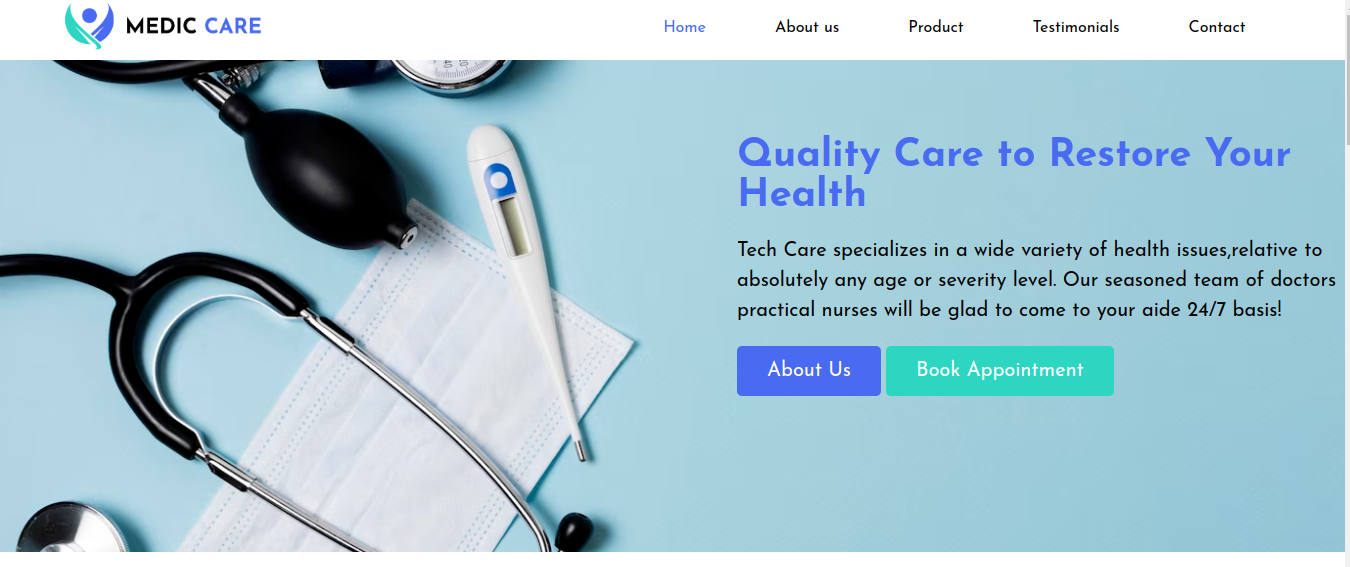 MEDIC CARE
Home About us Product Testimonials Contact
Quality Care to Restore Your
Health
Tech Care specializes in a wide variety of health issues,relative to
absolutely any age or severity level. Our seasoned team of doctors
practical nurses will be glad to come to your aide 24/7 basis!
About Us Book Appointment